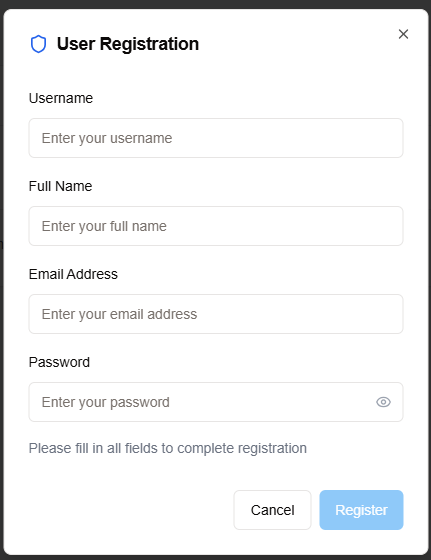 User Registration
Username
Enter your username
Full Name
Enter your full name
Email Address
Enter your email address
Password
Enter your password
Please fill in all fields to complete registration
Cancel
Register